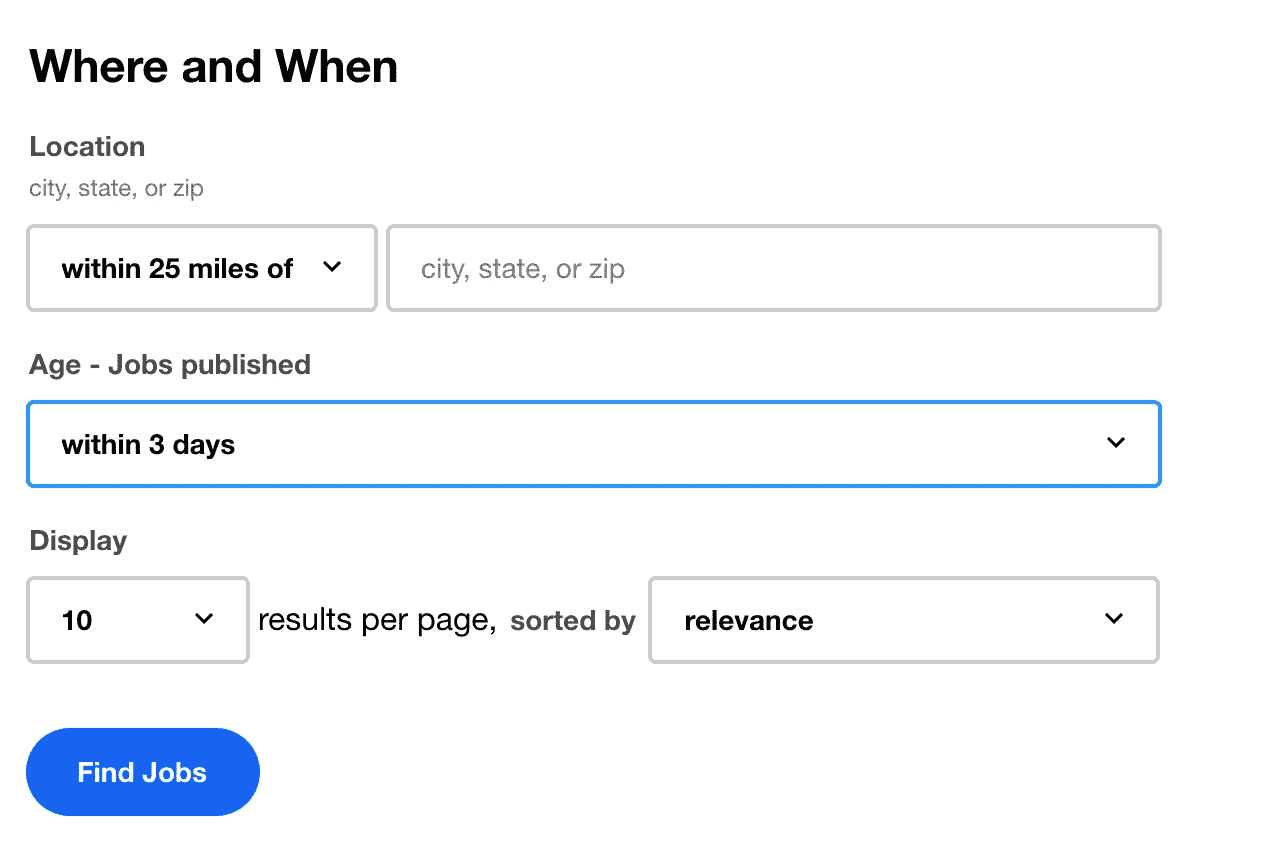 Where and When
Location
city, state, or zip
within 25 miles of city, state, or zip
Age - Jobs published
within 3 days
Display
10 results per page, sorted by relevance
Find Jobs